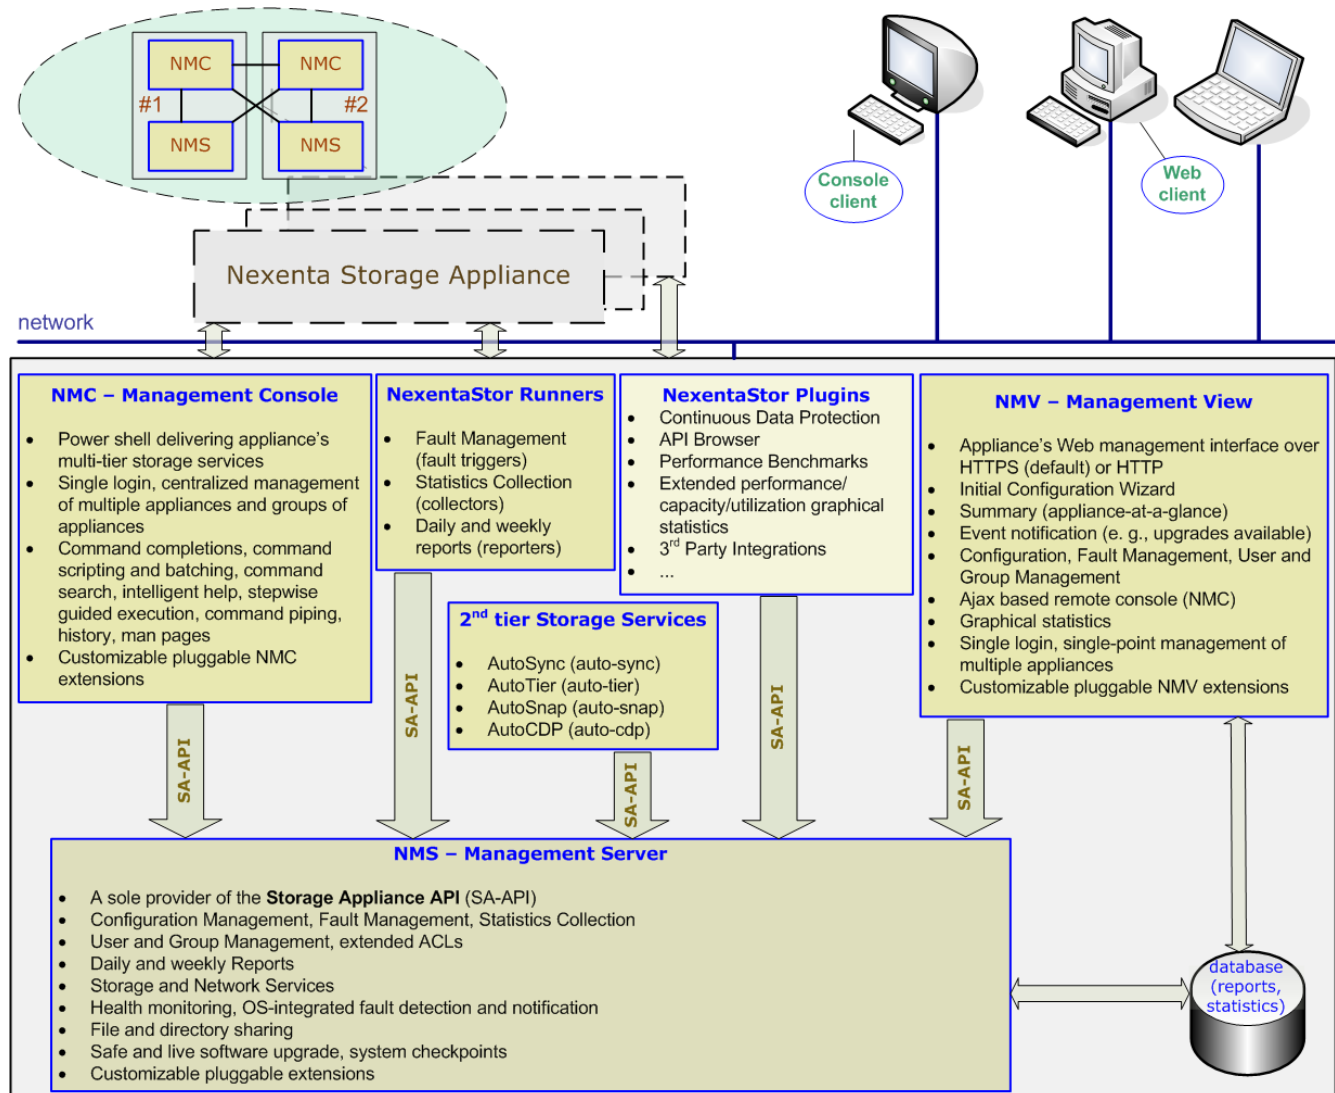 NMC
NMC
#1
#2
NMS
NMS
Console
client
Web
client
Nexenta Storage Appliance
network
NMC – Management Console
• Power shell delivering appliance's
multi-tier storage services
• Single login, centralized management
of multiple appliances and groups of
appliances
• Command completions, command
scripting and batching, command
search, intelligent help, stepwise
guided execution, command piping,
history, man pages
• Customizable pluggable NMC
extensions
NexentaStor Runners
• Fault Management
(fault triggers)
• Statistics Collection
(collectors)
• Daily and weekly
reports (reporters)
NexentaStor Plugins
• Continuous Data Protection
• API Browser
• Performance Benchmarks
• Extended performance/
capacity/utilization graphical
statistics
• 3rd Party Integrations
• ...
NMV – Management View
• Appliance's Web management interface over
HTTPS (default) or HTTP
• Initial Configuration Wizard
• Summary (appliance-at-a-glance)
• Event notification (e. g., upgrades available)
• Configuration, Fault Management, User and
Group Management
• Ajax based remote console (NMC)
• Graphical statistics
• Single login, single-point management of
multiple appliances
• Customizable pluggable NMV extensions
2nd tier Storage Services
• AutoSync (auto-sync)
• AutoTier (auto-tier)
• AutoSnap (auto-snap)
• AutoCDP (auto-cdp)
SA-API
SA-API
SA-API
SA-API
SA-API
NMS – Management Server
• A sole provider of the Storage Appliance API (SA-API)
• Configuration Management, Fault Management, Statistics Collection
• User and Group Management, extended ACLs
• Daily and weekly Reports
• Storage and Network Services
• Health monitoring, OS-integrated fault detection and notification
• File and directory sharing
• Safe and live software upgrade, system checkpoints
• Customizable pluggable extensions
database
(reports,
statistics)